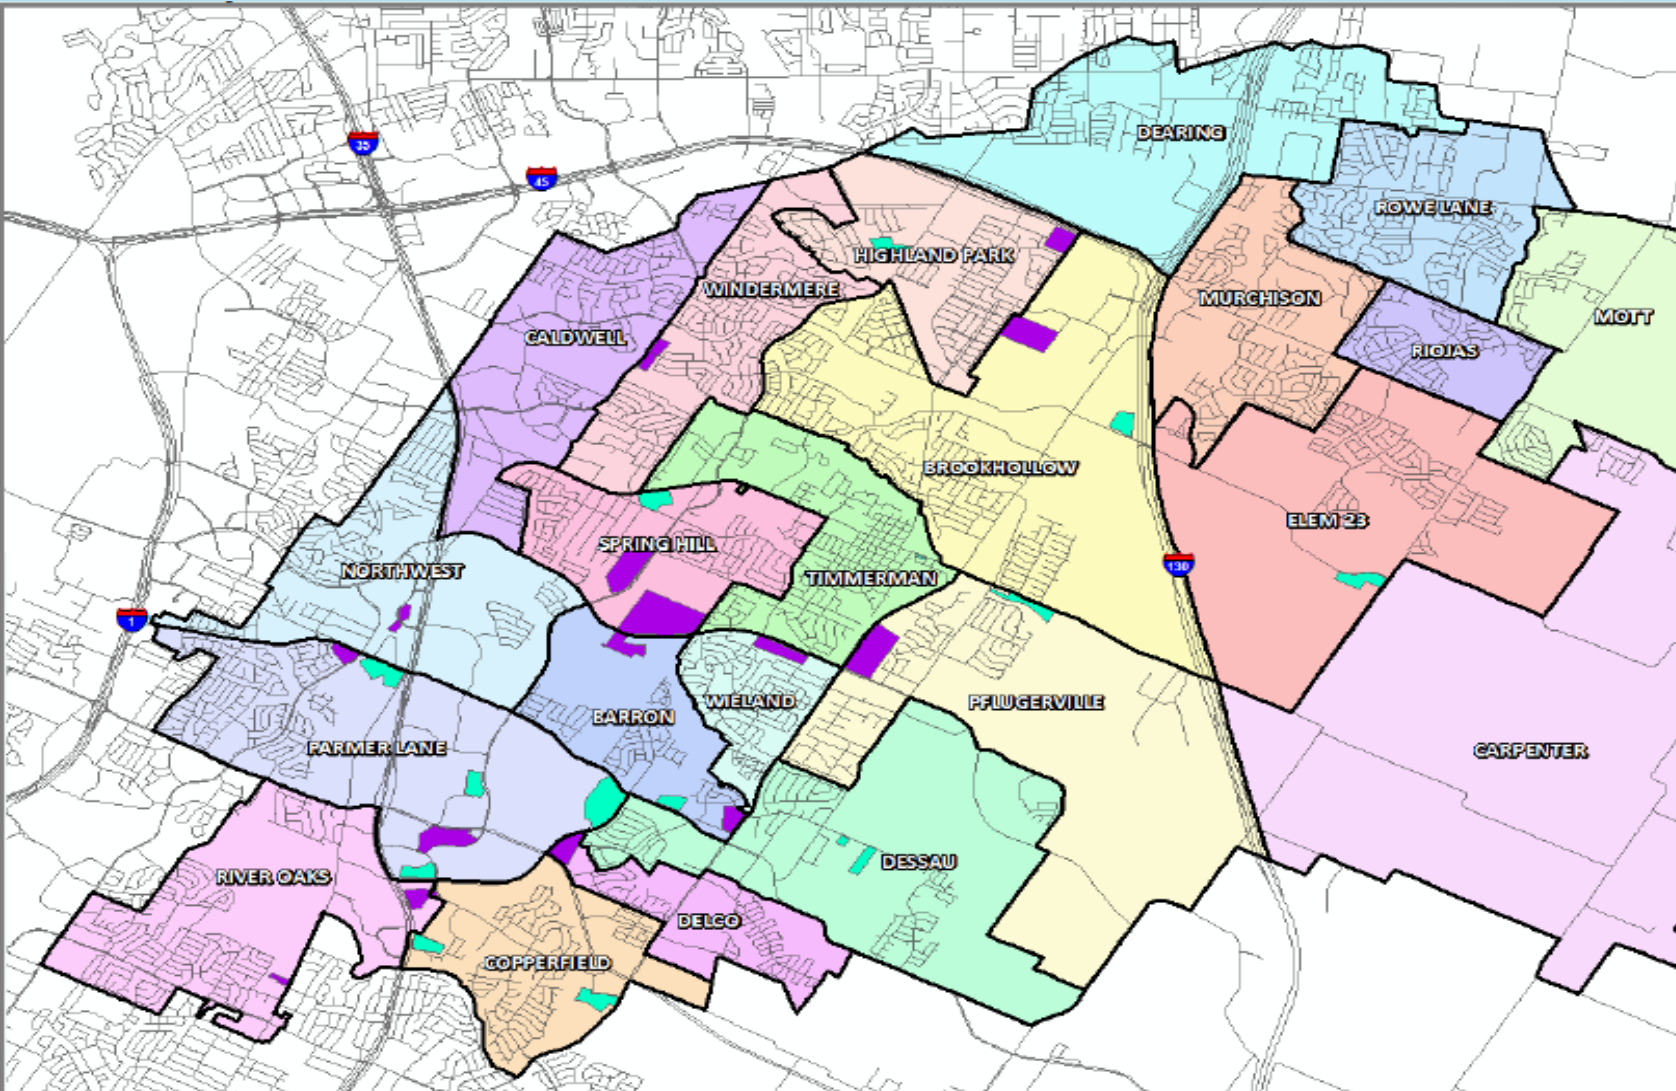 DEARING
35
45
ROWE LANE
HIGHLAND PARK
WINDERMERE
MURCHISON
MOTT
CALDWELL
RIOJAS
BROOKHOLLOW
ELEM 23
SPRING HILL
NORTHWEST
TIMMERMAN
130
1
WIELAND
PFLUGERVILLE
BARRON
PARMER LANE
CARPENTER
DESSAU
RIVER OAKS
DELCO
COPPERFIELD